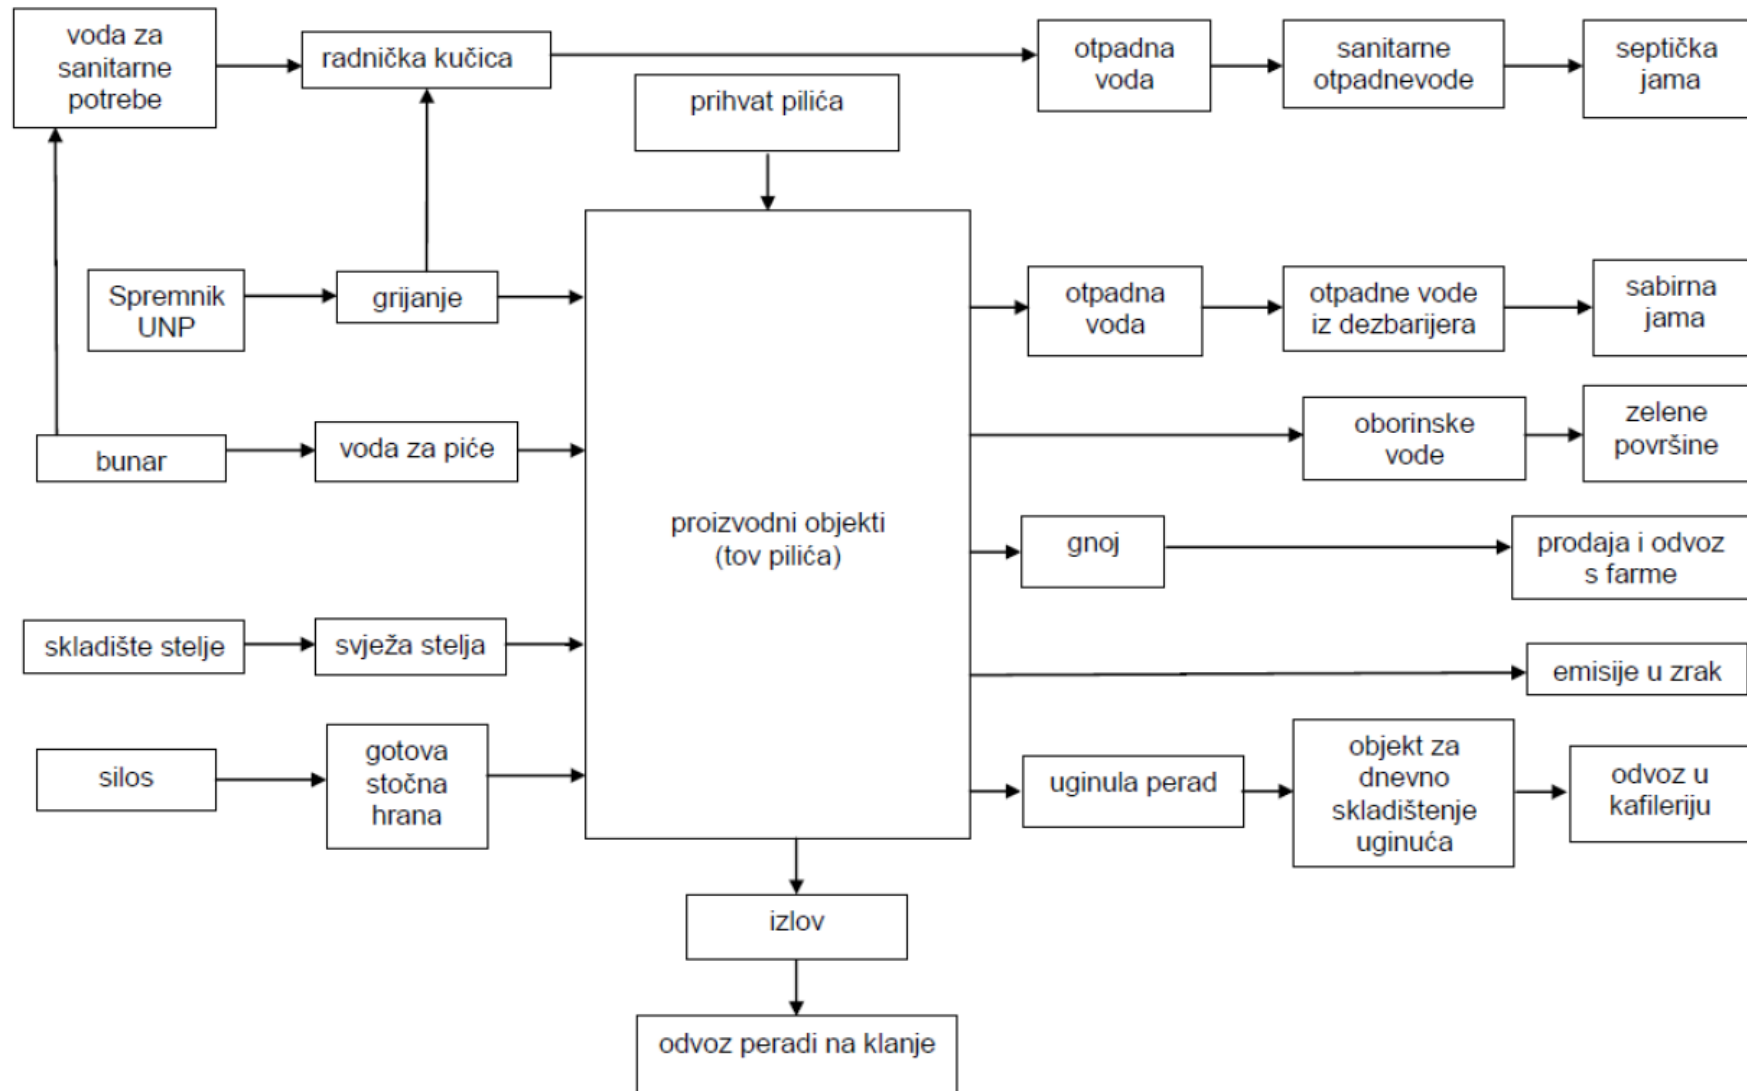 voda za
sanitarne
potrebe
radnička kučica
otpadna
voda
sanitarne
otpadnevode
septička
jama
prihvat pilića
Spremnik
UNP
grijanje
otpadna
voda
otpadne vode
iz dezbarijera
sabirna
jama
bunar
voda za piće
oborinske
vode
zelene
površine
proizvodni objekti
(tov pilića)
gnoj
prodaja i odvoz
s farme
skladište stelje
svježa stelja
emisije u zrak
silos
gotova
stočna
hrana
uginula perad
objekt za
dnevno
skladištenje
uginuća
odvoz u
kafileriju
izlov
odvoz peradi na klanje